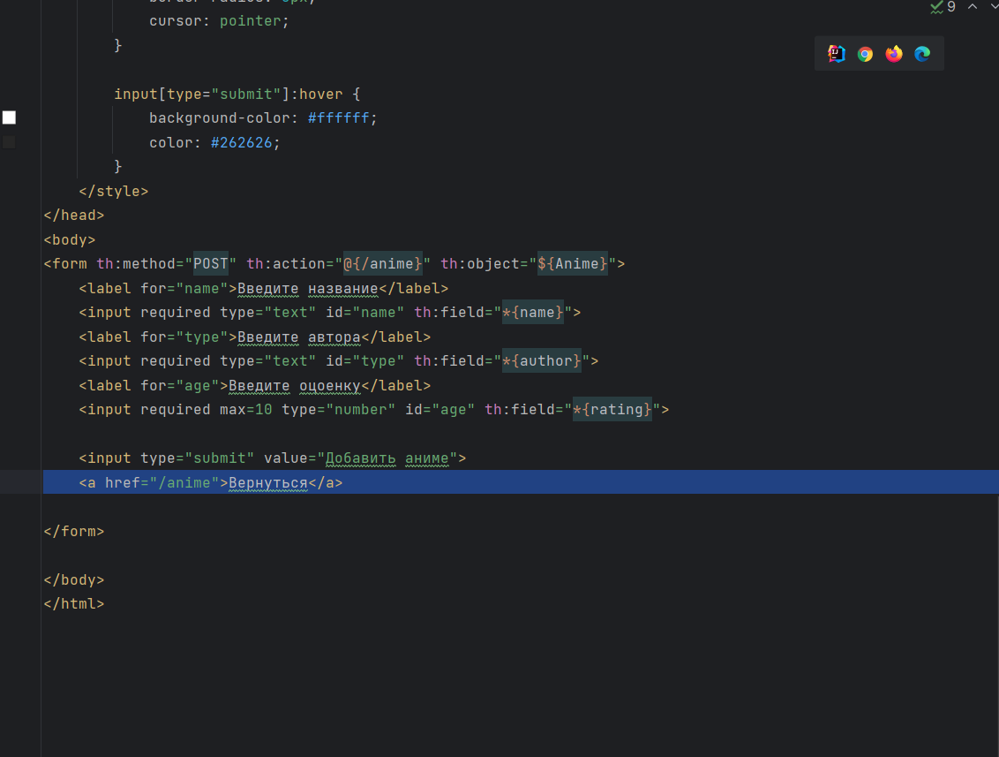 cursor: pointer;
}
input[type="submit"]:hover {
background-color: #ffffff;
color: #262626;
}
</style>
</head>
<body>
<form th:method="POST" th:action="@{/anime}" th:object="${Anime}">
<label for="name">Введите название</label>
<input required type="text" id="name" th:field="*{name}">
<label for="type">Введите автора</label>
<input required type="text" id="type" th:field="*{author}">
<label for="age">Введите оцоенку</label>
<input required max=10 type="number" id="age" th:field="*{rating}">
<input type="submit" value="Добавить аниме">
<a href="/anime">Вернуться</a>
</form>
</body>
</html>
9